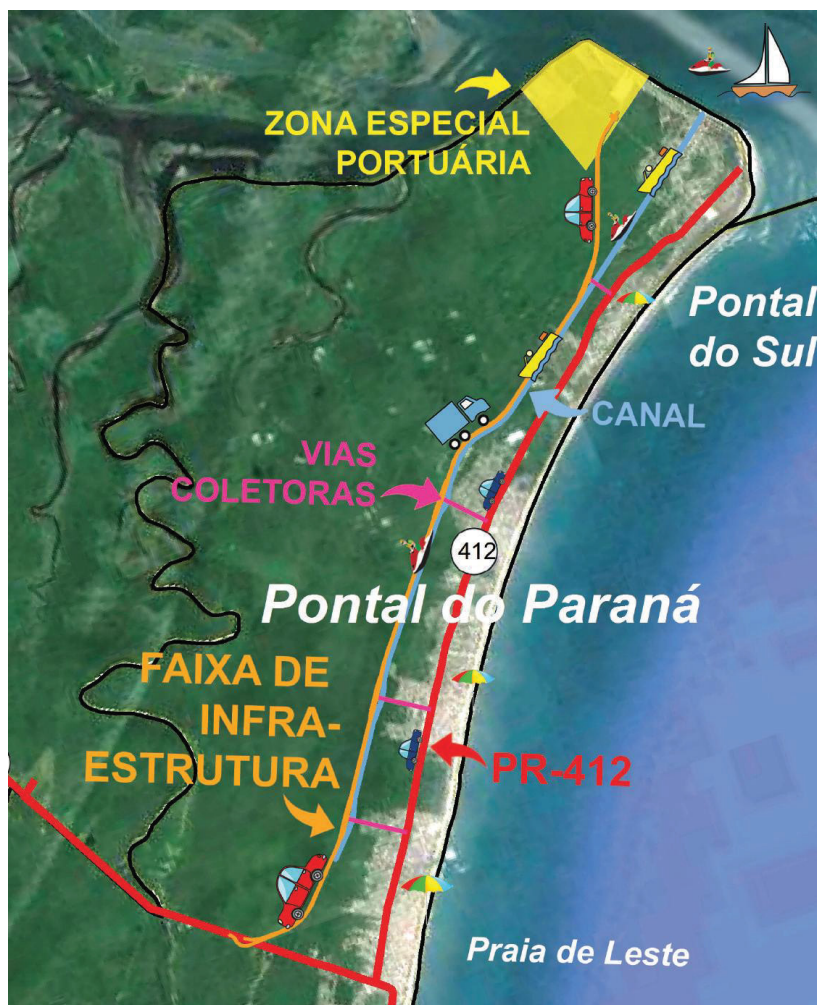 ZONA ESPECIAL
PORTUÁRIA
Pontal
do Sul
CANAL
VIAS
COLETORAS
412
Pontal do Paraná
FAIXA DE
INFRA-
ESTRUTURA
PR-412
Praia de Leste